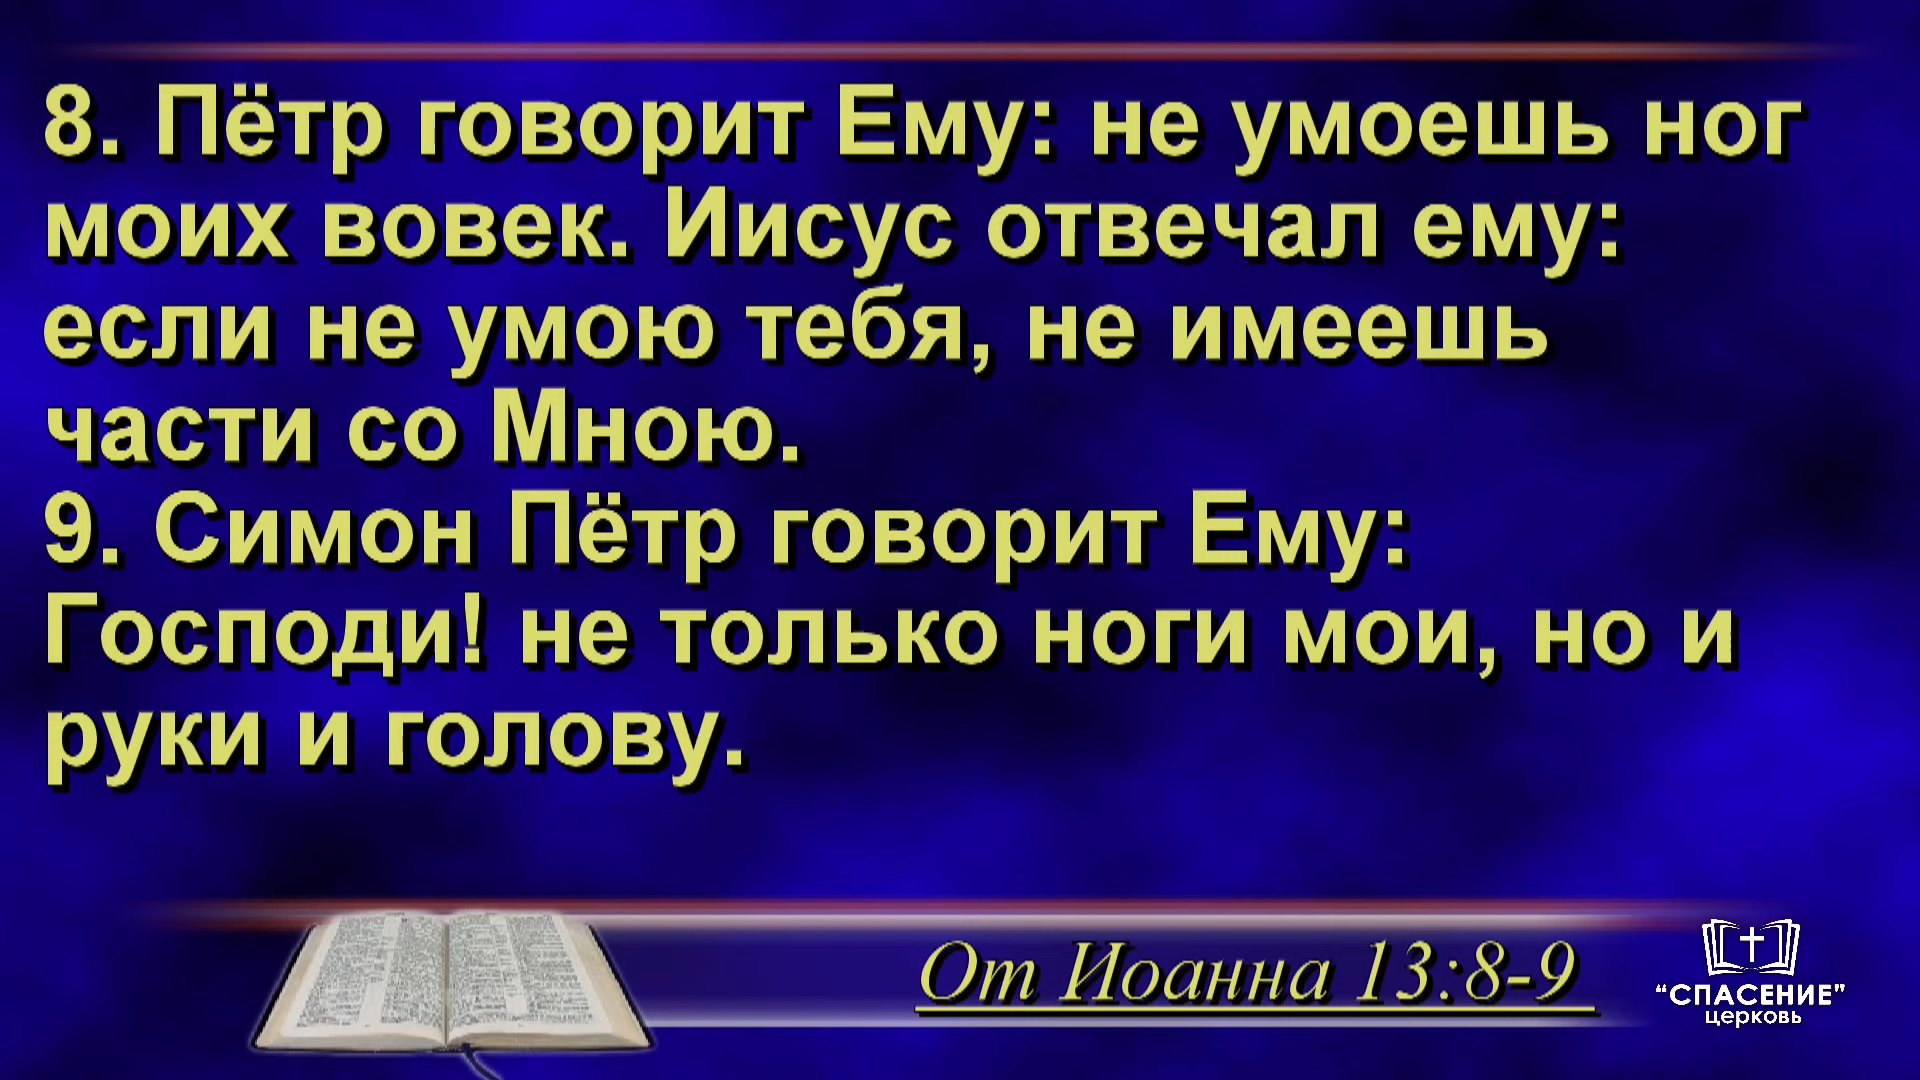 8. Пётр говорит Ему: не умоешь ног
моих вовек. Иисус отвечал ему:
если не умою тебя, не имеешь
части со Мною.
9. Симон Пётр говорит Ему:
Господи! не только ноги мои, но и
руки и голову.
От Иоанна 13:8-9
“СПАСЕНИЕ”
церковь